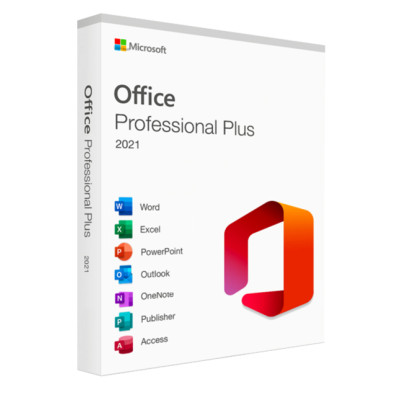 Microsoft
Office
Professional Plus
2021
W Word
X Excel
P PowerPoint
O Outlook
N OneNote
P Publisher
A Access
Office Professional Plus 2021